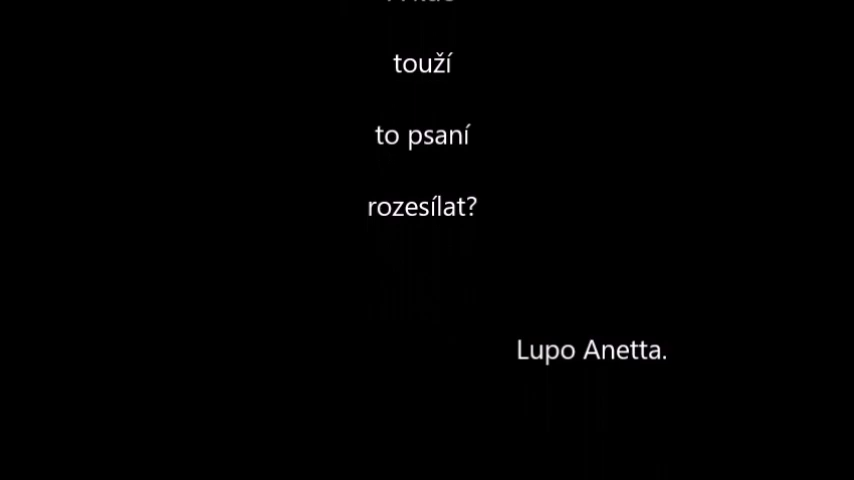 touží
to psaní
rozesílat?
Lupo Anetta.